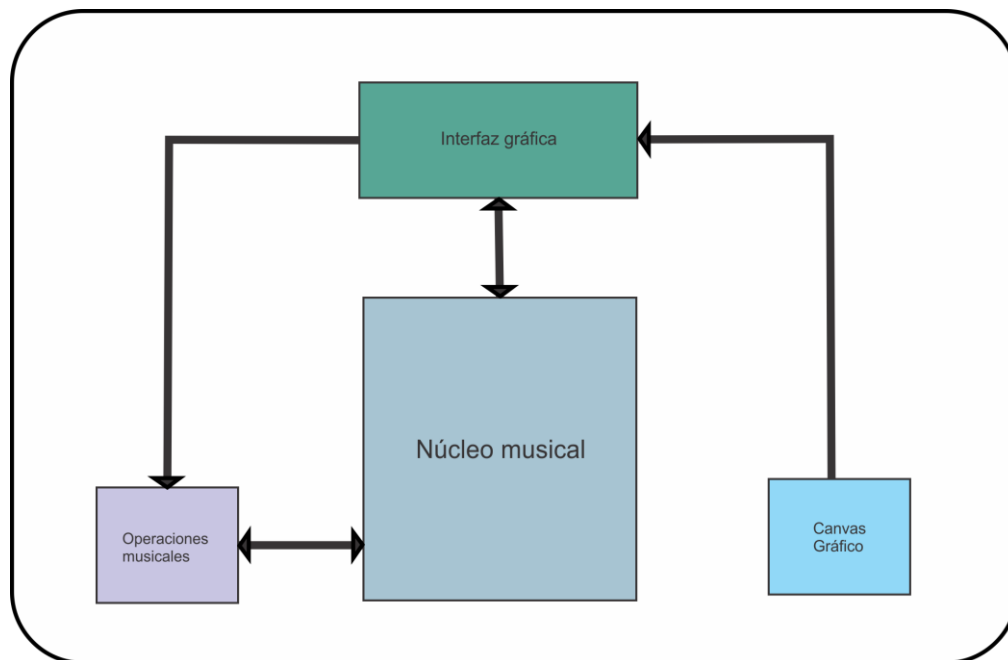 Interfaz gráfica
Núcleo musical
Operaciones
musicales
Canvas
Gráfico